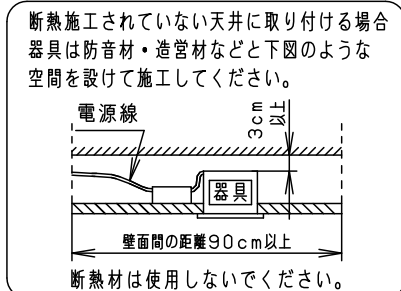 断熱施工されていない天井に取り付ける場合
器具は防音材・造営材などと下図のような
空間を設けて施工してください。
電源線
3cm
以上
器具
壁面間の距離90cm以上
断熱材は使用しないでください。